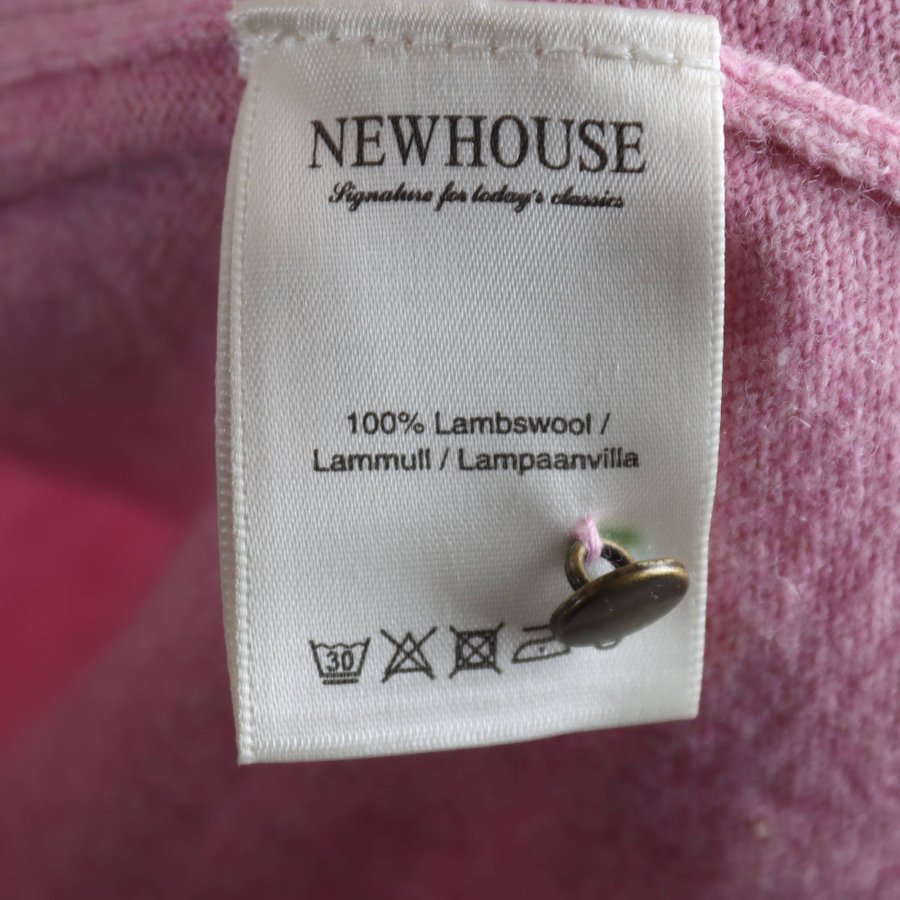 NEWHOUSE
Signature for today's classics
100% Lambswool /
Lammull / Lampaanvilla
30